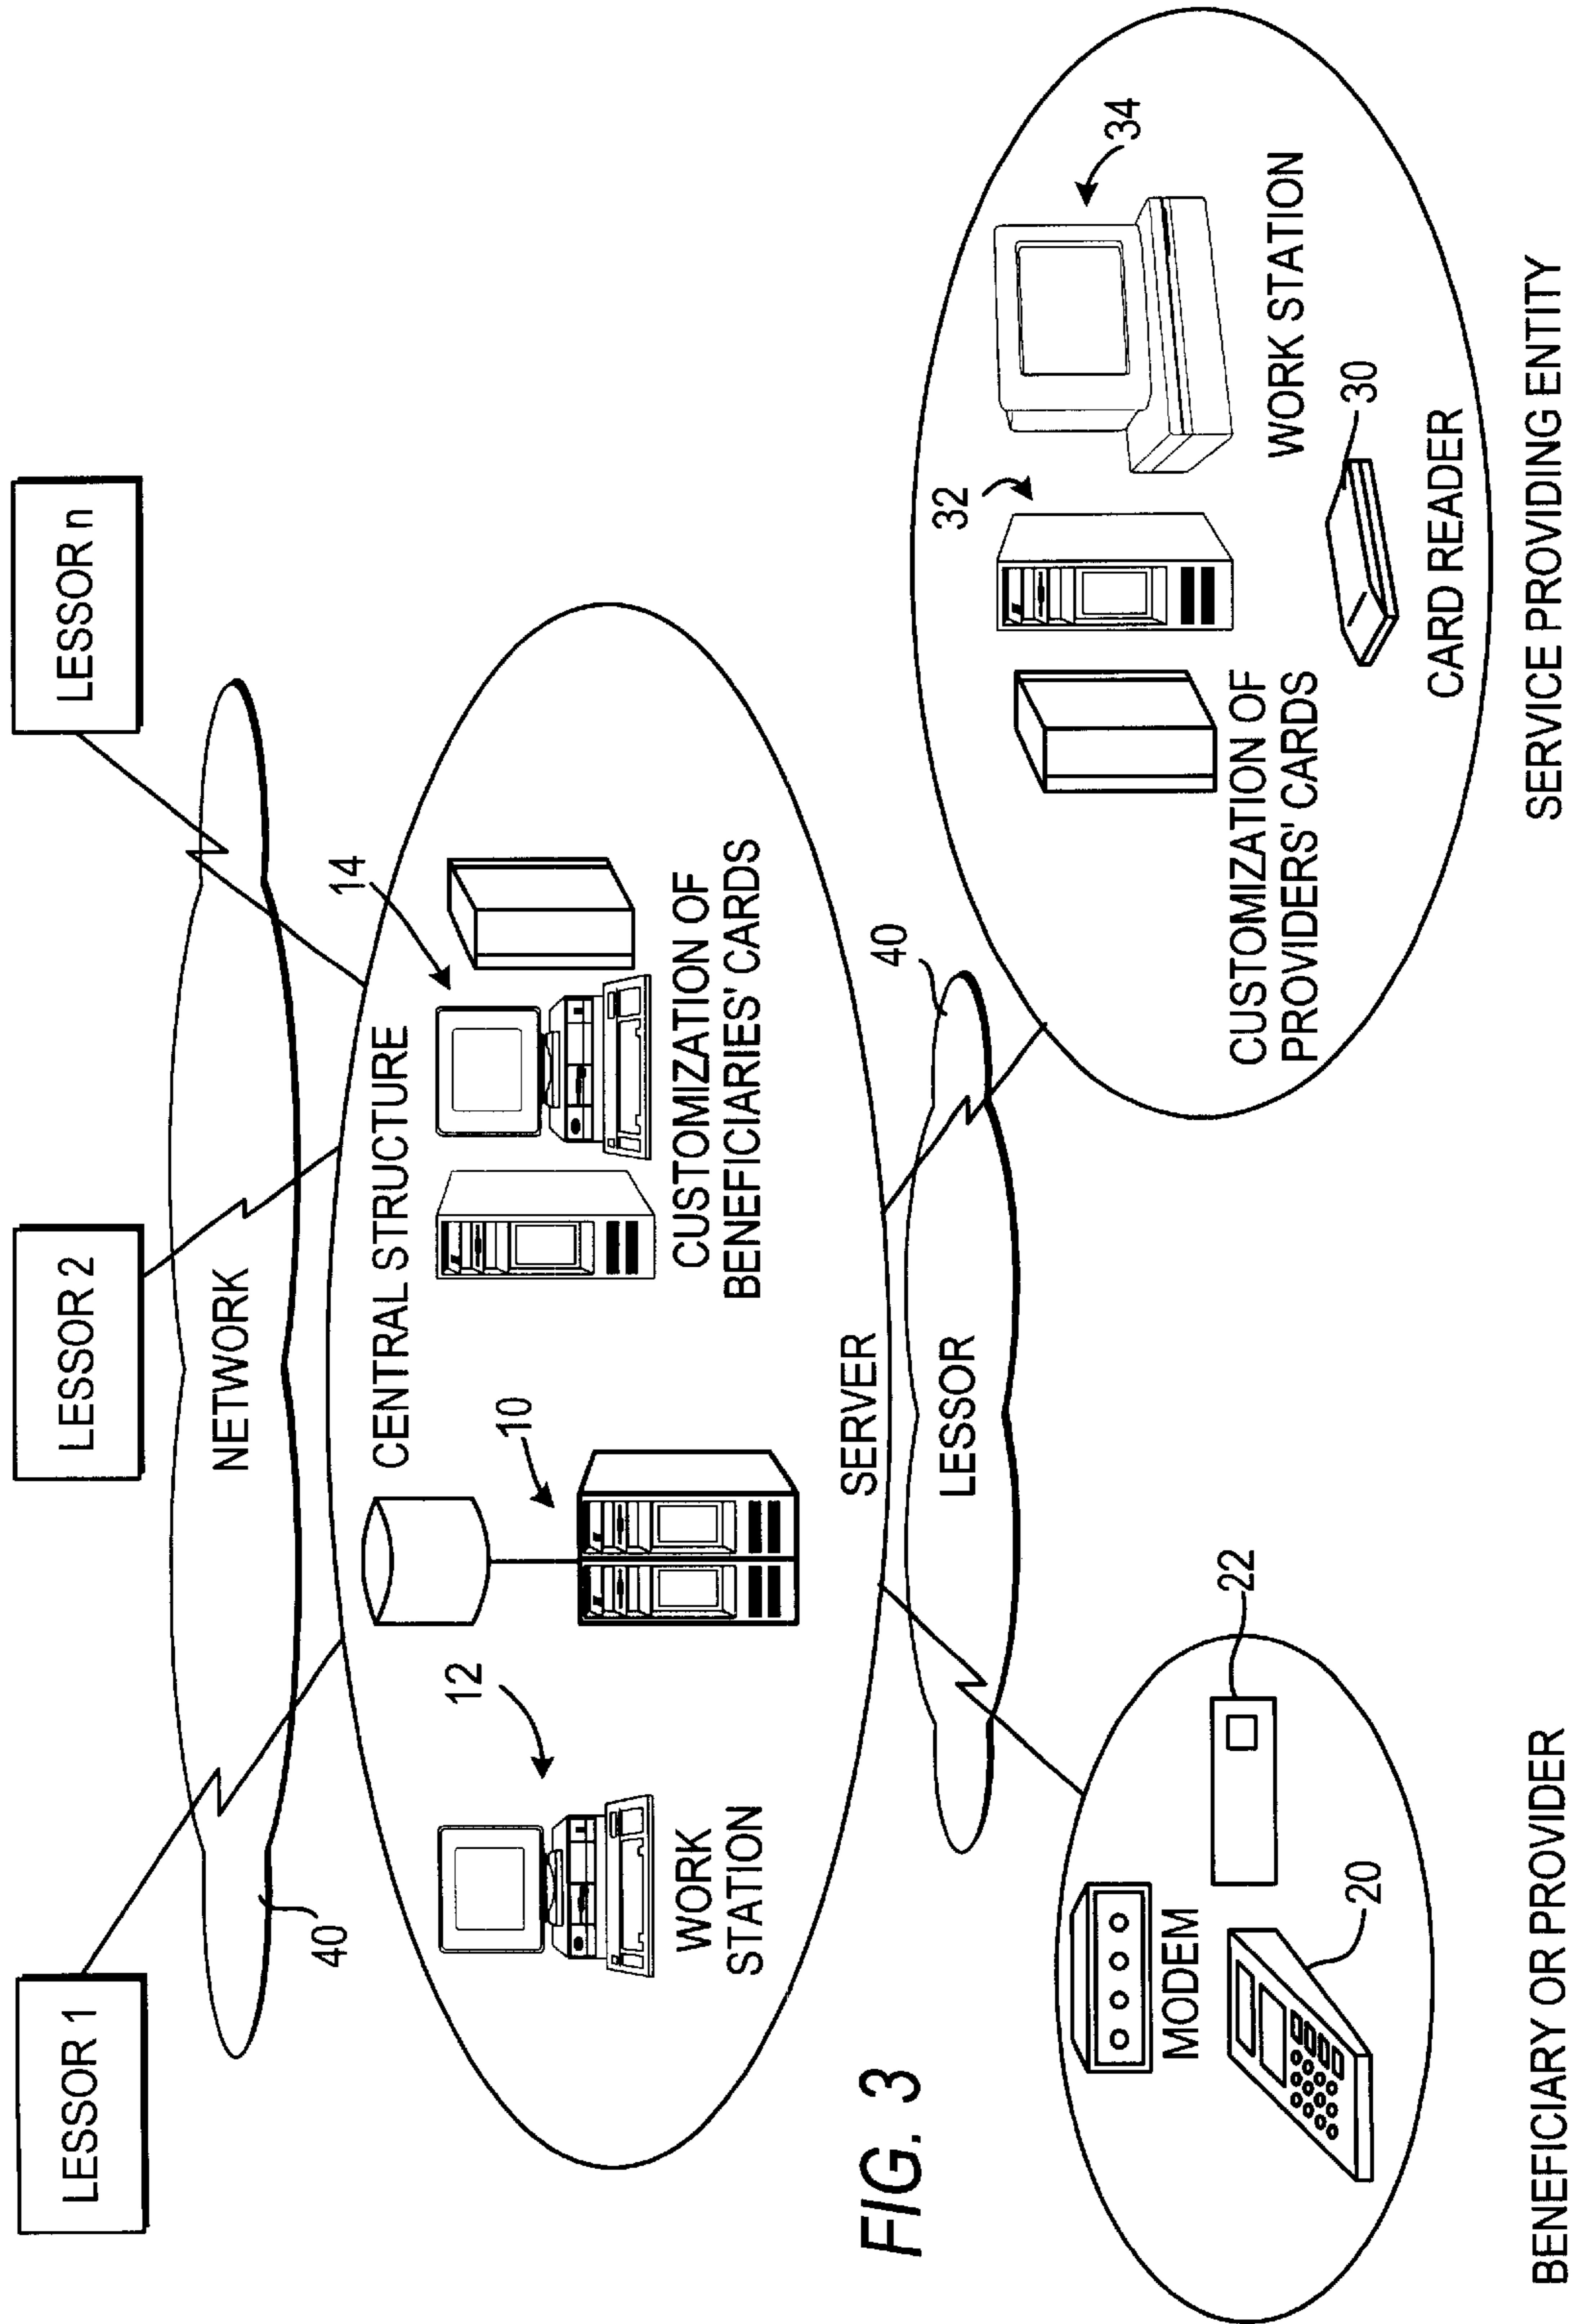 LESSOR 1
LESSOR 2
LESSOR n
NETWORK
40
CENTRAL STRUCTURE
12
10
14
WORK
STATION
CUSTOMIZATION OF
BENEFICIARIES' CARDS
SERVER
LESSOR
40
FIG. 3
MODEM
22
20
BENEFICIARY OR PROVIDER
32
34
CUSTOMIZATION OF
PROVIDERS' CARDS
WORK STATION
30
CARD READER
SERVICE PROVIDING ENTITY